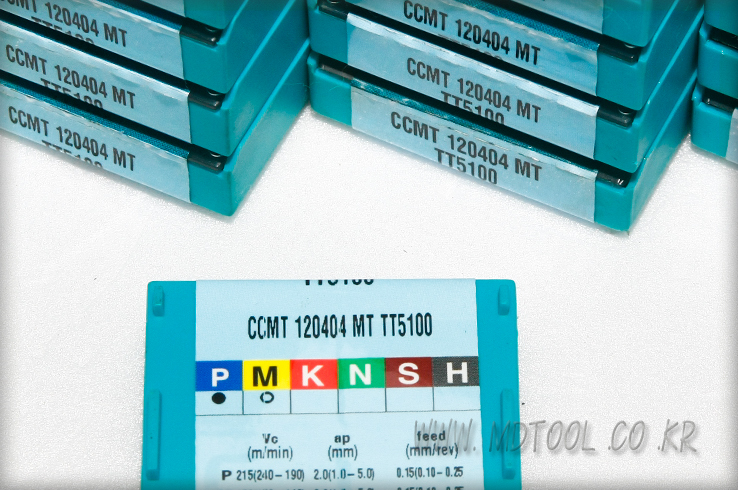 CCMT 120404 MT
CCMT 120404 MT
CCMT 120404 MT
TT5100
CCMT 120404 MT
CCMT 120404 MT
TT5100
CCMT 120404 MT
TT5100
TT5100
CCMT 120404 MT TT5100
P M K N S H
Vc ap feed
(m/min) (mm) (mm/rev)
P 215(240-190) 2.0(1.0-5.0) 0.15(0.10-0.25
WWW.MDTOOL.CO.KR